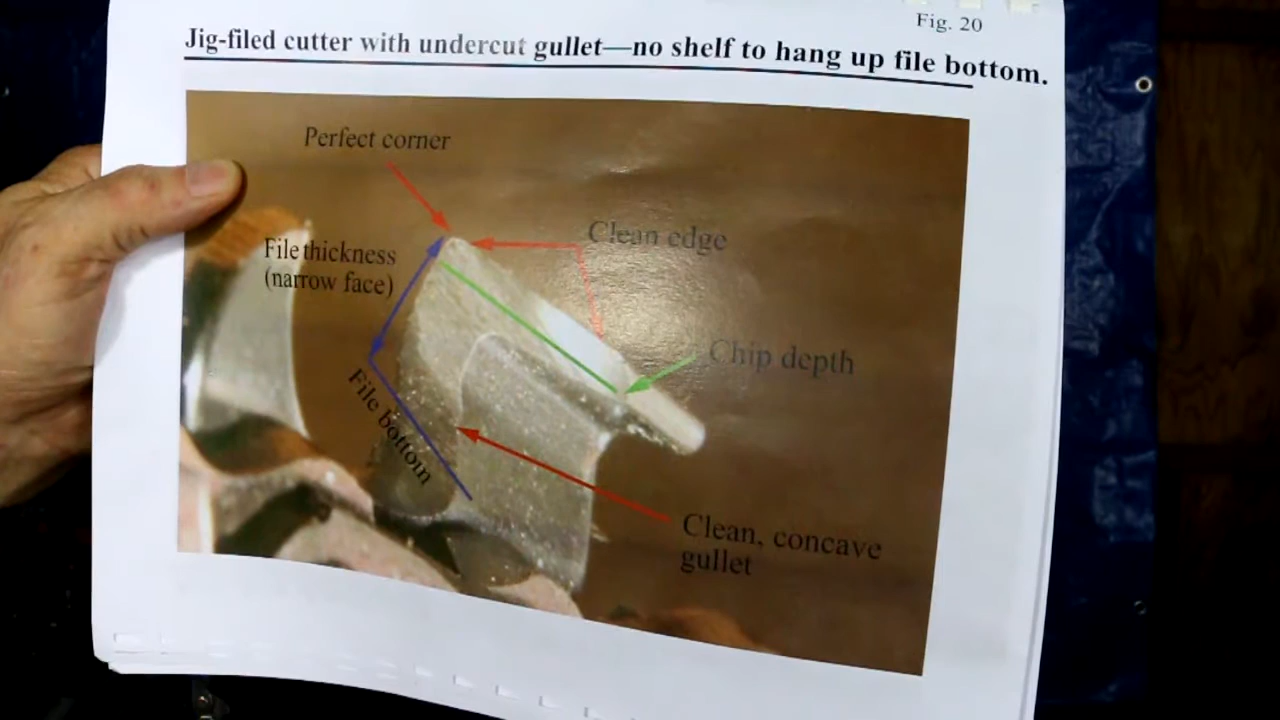 Fig. 20
Jig-filed cutter with undercut gullet—no shelf to hang up file bottom.
Perfect corner
Clean edge
File thickness
(narrow face)
Chip depth
File bottom
Clean, concave
gullet